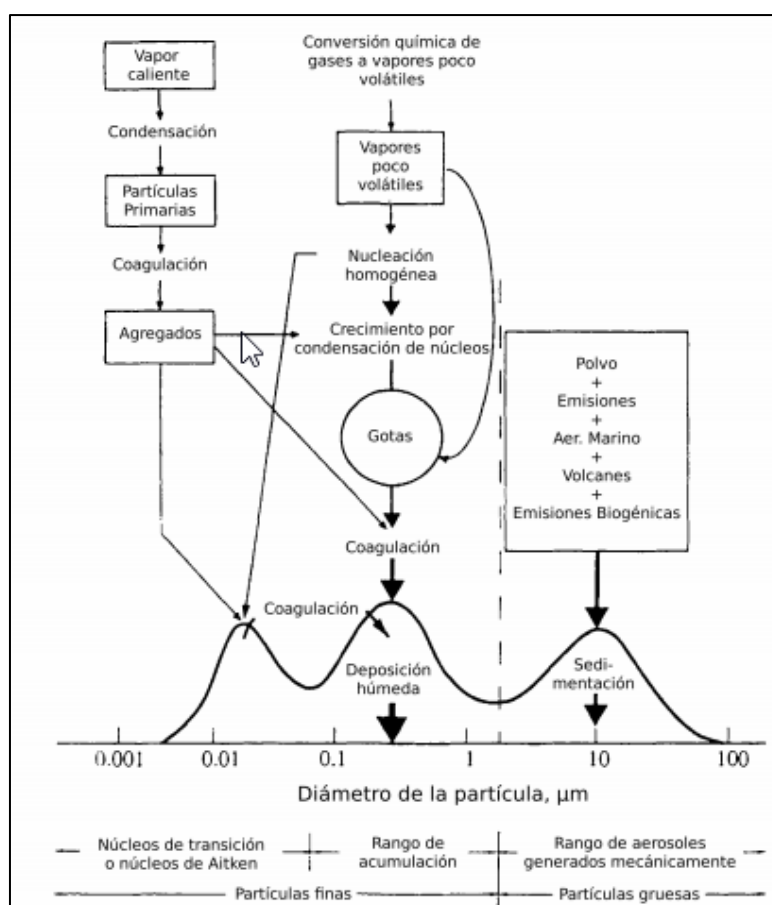 Vapor
caliente
Condensación
Partículas
Primarias
Coagulación
Agregados
Conversión química de
gases a vapores poco
volátiles
Vapores
poco
volátiles
Nucleación
homogénea
Crecimiento por
condensación de núcleos
Gotas
Coagulación
Polvo
+
Emisiones
+
Aer. Marino
+
Volcanes
+
Emisiones Biogénicas
Coagulación
Deposición
húmeda
Sedi-
mentación
0.001 0.01 0.1 1 10 100
Diámetro de la partícula, μm
Núcleos de transición
o núcleos de Aitken
Rango de
acumulación
Rango de aerosoles
generados mecánicamente
Partículas finas
Partículas gruesas